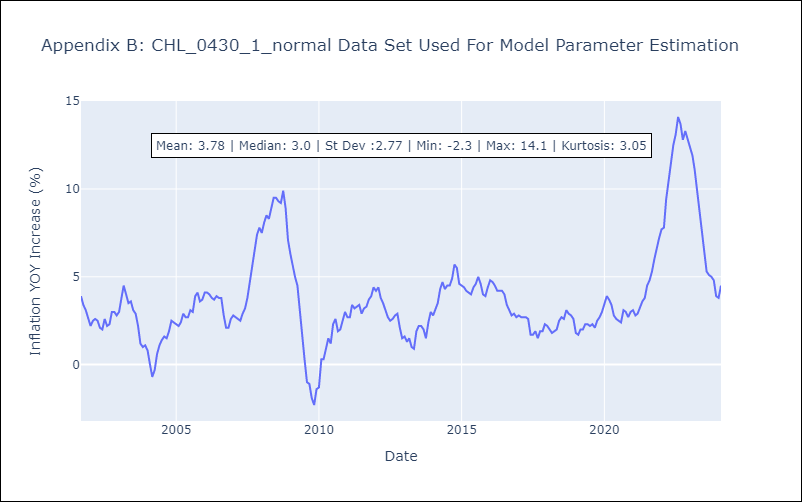 Appendix B: CHL_0430_1_normal Data Set Used For Model Parameter Estimation
15
Mean: 3.78 | Median: 3.0 | St Dev :2.77 | Min: -2.3 | Max: 14.1 | Kurtosis: 3.05
10
5
0
Inflation YOY Increase (%)
2005
2010
2015
2020
Date